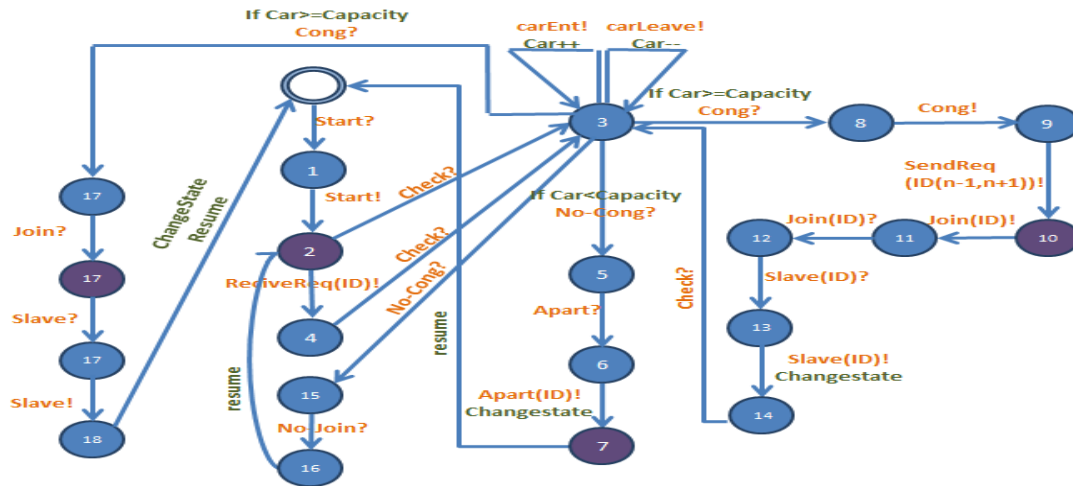 If Car>=Capacity
Cong?
carEnt!
Car++
carLeave!
Car--
If Car>=Capacity
Cong?
3
8
Cong!
9
Start?
1
Start!
Check?
2
ReciveReq(ID)!
Check?
4
No-Cong?
15
No-Join?
16
resume
resume
17
Join?
17
Slave?
17
Slave!
18
ChangeState
Resume
If Car<Capacity
No-Cong?
5
Apart?
6
Apart(ID)!
Changestate
7
SendReq
(ID(n-1,n+1))!
10
Join(ID)!
11
Join(ID)?
12
Slave(ID)?
13
Slave(ID)!
Changestate
14
Check?